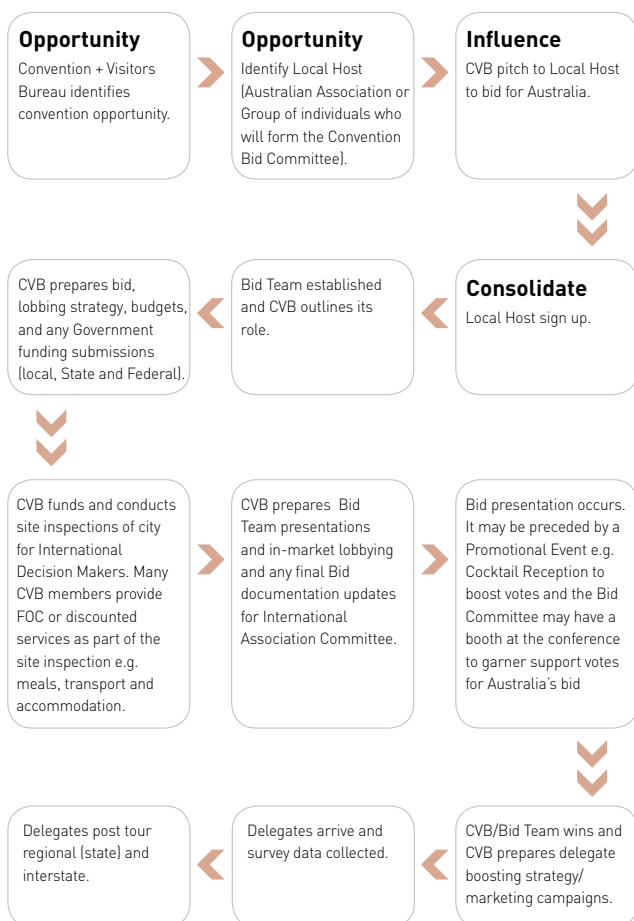 Opportunity
Convention + Visitors
Bureau identifies
convention opportunity.
Opportunity
Identify Local Host
(Australian Association or
Group of individuals who
will form the Convention
Bid Committee).
Influence
CVB pitch to Local Host
to bid for Australia.
Consolidate
Local Host sign up.
Bid Team established
and CVB outlines its
role.
CVB prepares bid,
lobbing strategy, budgets,
and any Government
funding submissions
(local, State and Federal).
CVB funds and conducts
site inspections of city
for International
Decision Makers. Many
CVB members provide
FOC or discounted
services as part of the
site inspection e.g.
meals, transport and
accommodation.
CVB prepares Bid
Team presentations
and in-market lobbying
and any final Bid
documentation updates
for International
Association Committee.
Bid presentation occurs.
It may be preceded by a
Promotional Event e.g.
Cocktail Reception to
boost votes and the Bid
Committee may have a
booth at the conference
to garner support votes
for Australia's bid
CVB/Bid Team wins and
CVB prepares delegate
boosting strategy/
marketing campaigns.
Delegates arrive and
survey data collected.
Delegates post tour
regional (state) and
interstate.